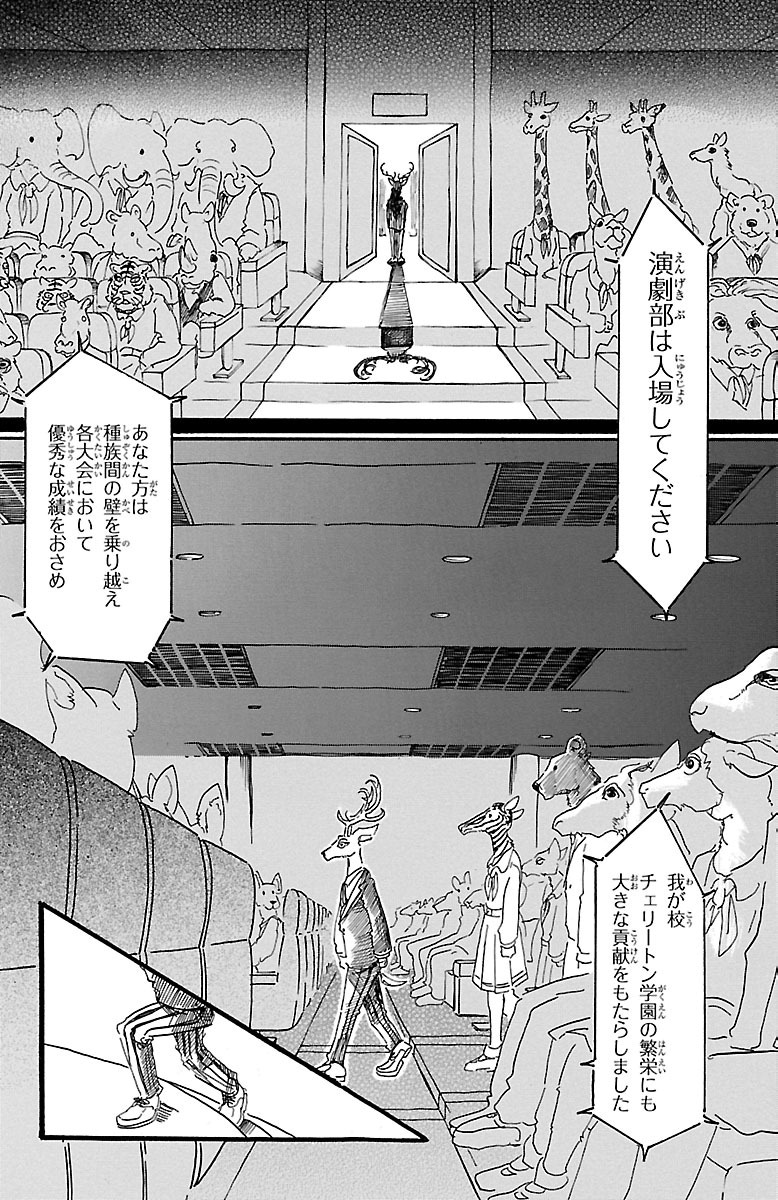 演劇部は入場してください
あなた方は
種族間の壁を乗り越え
各大会において
優秀な成績をおさめ
我が校
チェリートン学園の繁栄にも
大きな貢献をもたらしました